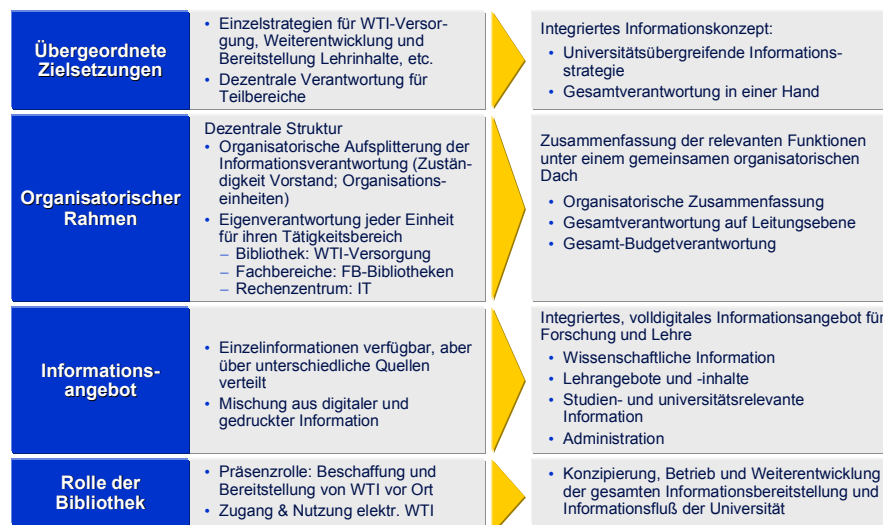 Übergeordnete
Zielsetzungen
• Einzelstrategien für WTI-Versor-
gung, Weiterentwicklung und
Bereitstellung Lehrinhalte, etc.
• Dezentrale Verantwortung für
Teilbereiche
Integriertes Informationskonzept:
• Universitätsübergreifende Informations-
strategie
• Gesamtverantwortung in einer Hand
Organisatorischer
Rahmen
Dezentrale Struktur
• Organisatorische Aufsplitterung der
Informationsverantwortung (Zustän-
digkeit Vorstand; Organisations-
einheiten)
• Eigenverantwortung jeder Einheit
für ihren Tätigkeitsbereich
– Bibliothek: WTI-Versorgung
– Fachbereiche: FB-Bibliotheken
– Rechenzentrum: IT
Zusammenfassung der relevanten Funktionen
unter einem gemeinsamen organisatorischen
Dach
• Organisatorische Zusammenfassung
• Gesamtverantwortung auf Leitungsebene
• Gesamt-Budgetverantwortung
Informations-
angebot
• Einzelinformationen verfügbar, aber
über unterschiedliche Quellen
verteilt
• Mischung aus digitaler und
gedruckter Information
Integriertes, volldigitales Informationsangebot für
Forschung und Lehre
• Wissenschaftliche Information
• Lehrangebote und -inhalte
• Studien- und universitätsrelevante
Information
• Administration
Rolle der
Bibliothek
• Präsenzrolle: Beschaffung und
Bereitstellung von WTI vor Ort
• Zugang & Nutzung elektr. WTI
• Konzipierung, Betrieb und Weiterentwicklung
der gesamten Informationsbereitstellung und
Informationsfluß der Universität